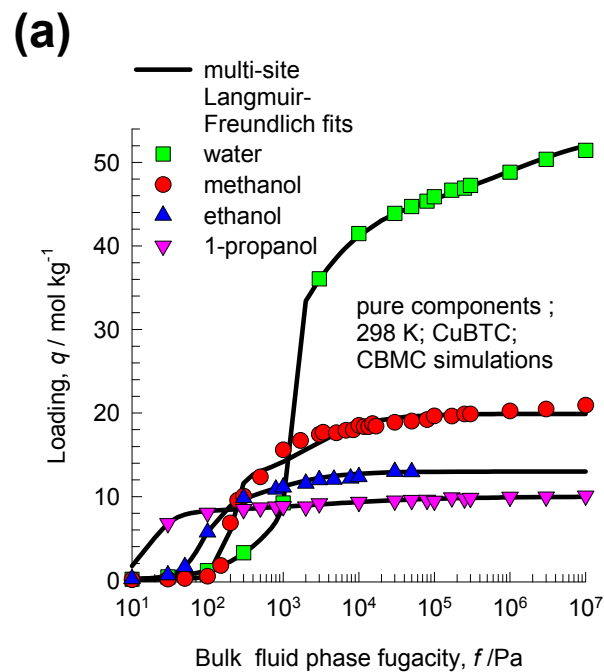 (a)
multi-site
Langmuir-
Freundlich fits
water
methanol
ethanol
1-propanol
pure components ;
298 K; CuBTC;
CBMC simulations
Loading, q / mol kg⁻¹
50
40
30
20
10
0
10¹ 10² 10³ 10⁴ 10⁵ 10⁶ 10⁷
Bulk fluid phase fugacity, f /Pa